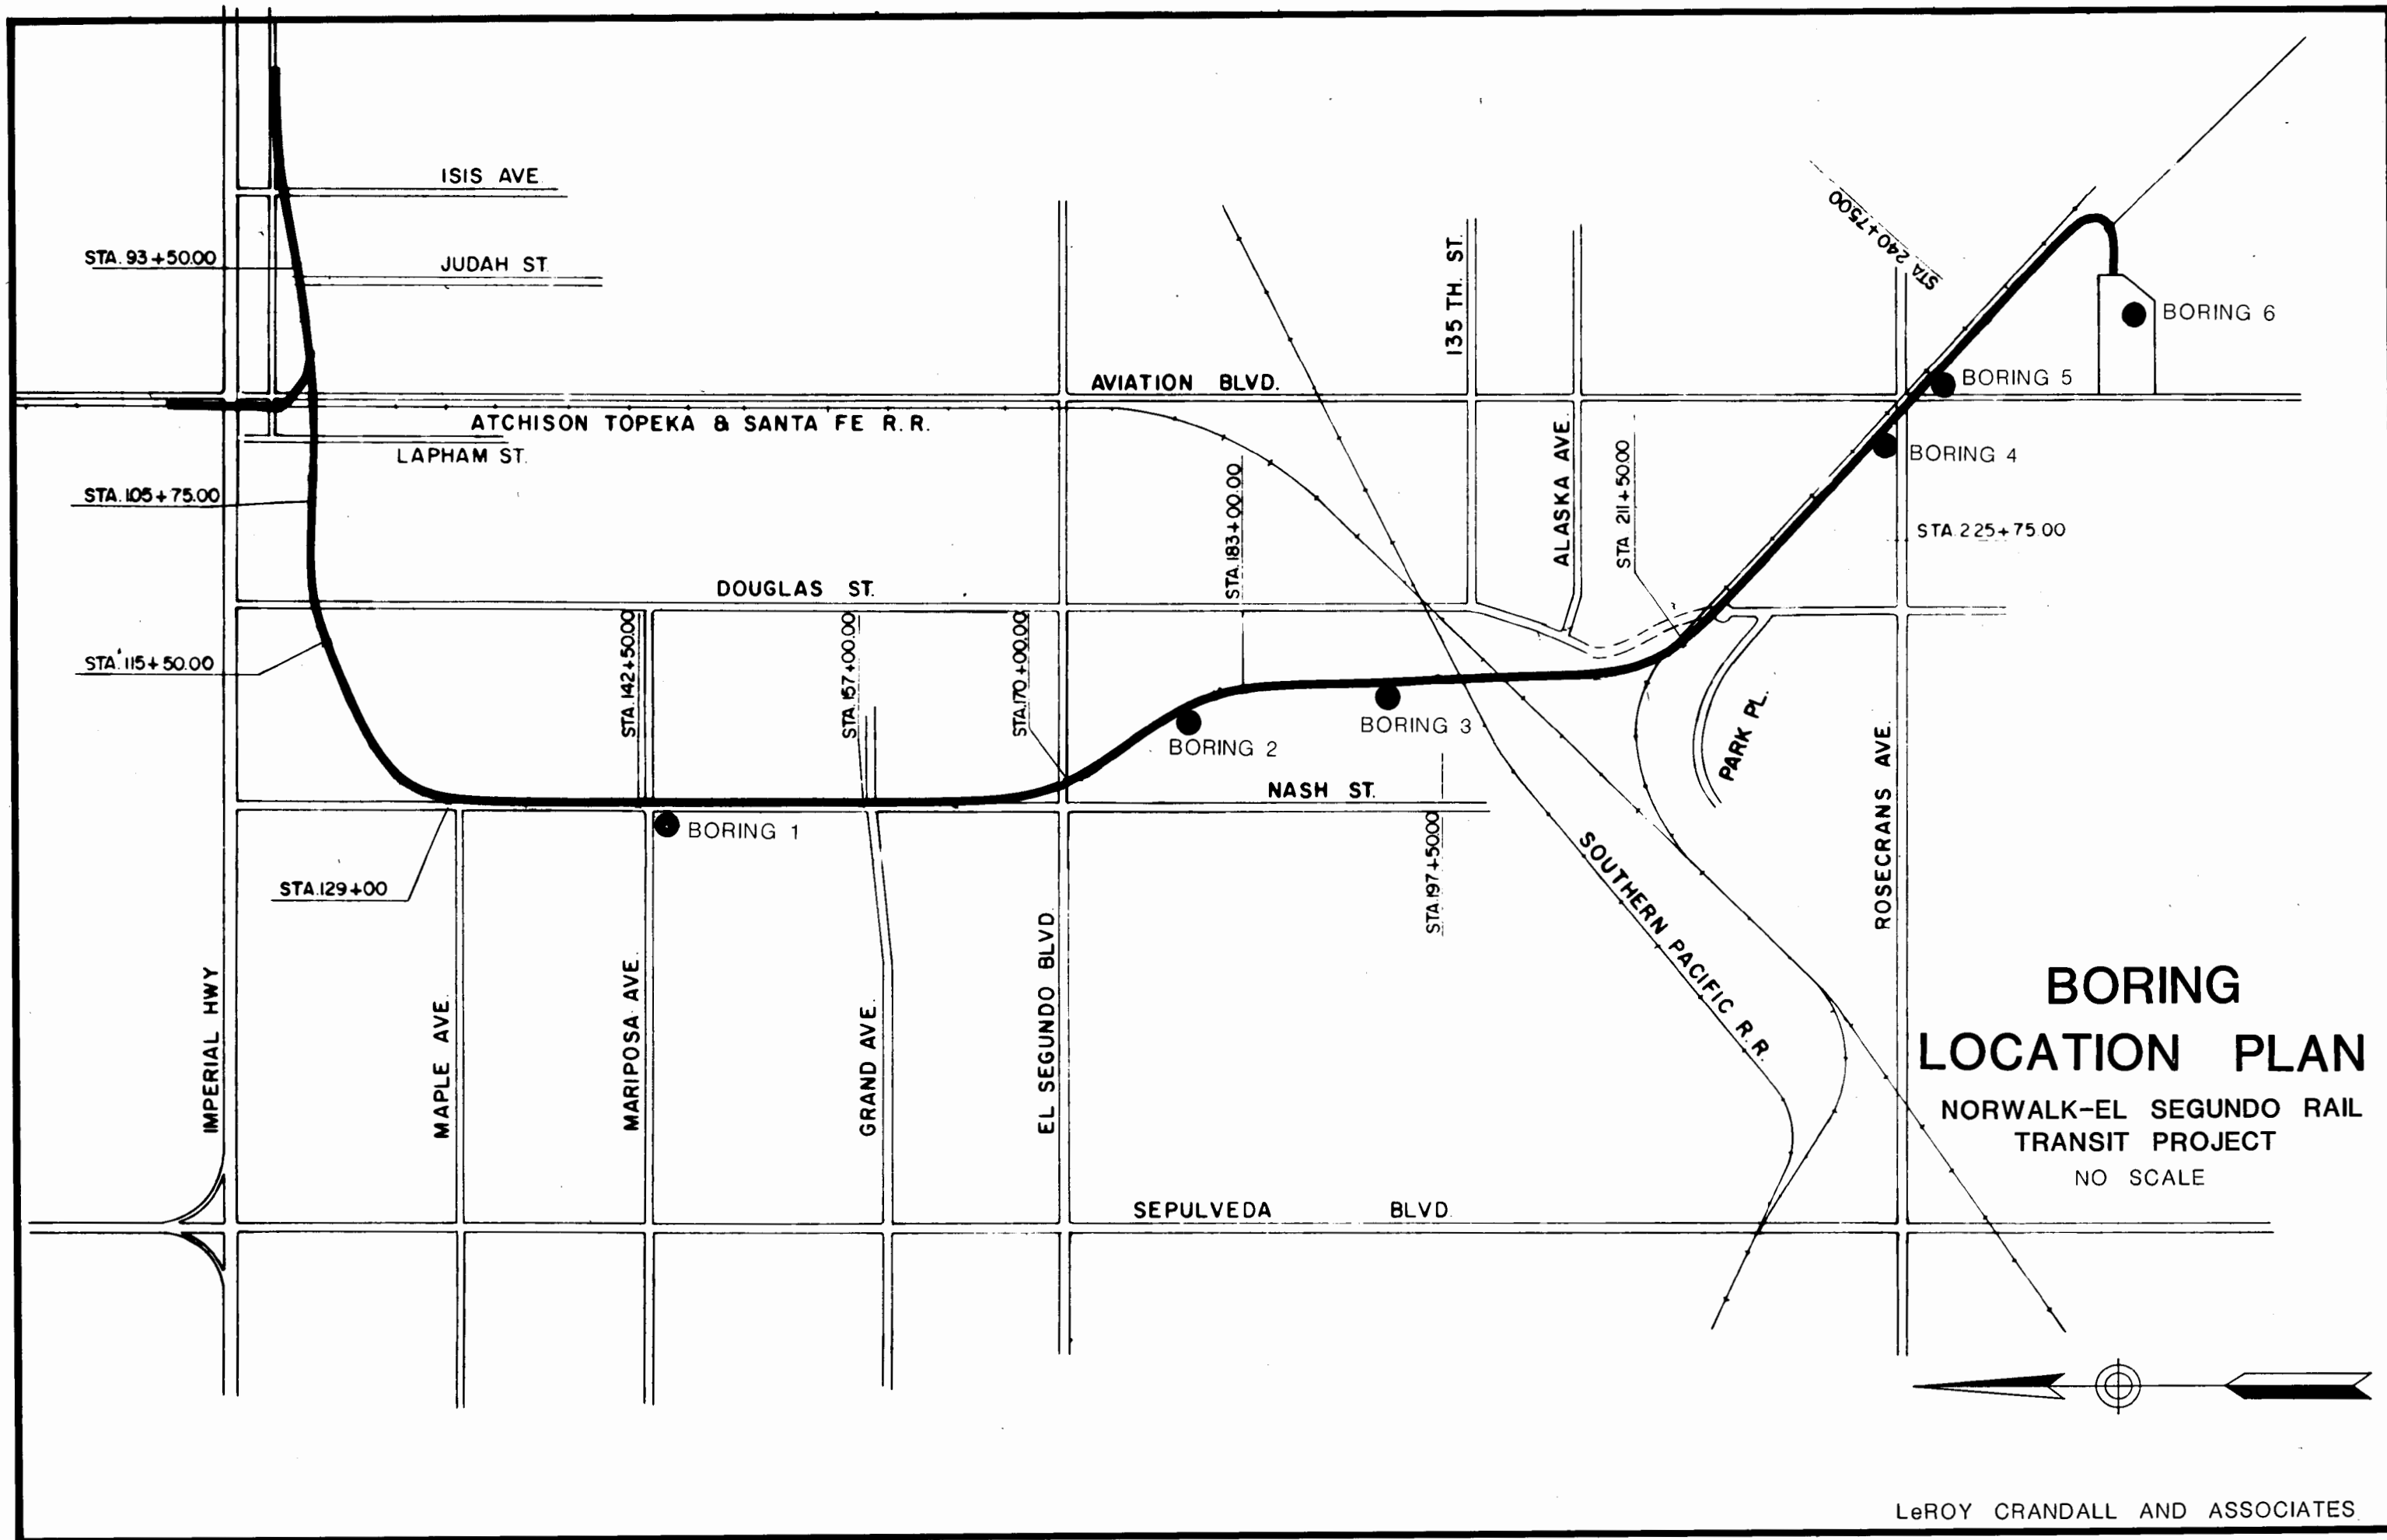 ISIS AVE.
STA. 93+50.00
JUDAH ST.
135 TH. ST.
STA 240+75.00
BORING 6
AVIATION BLVD.
BORING 5
ATCHISON TOPEKA & SANTA FE R.R.
LAPHAM ST.
BORING 4
STA. 105+75.00
STA. 183+00.00
ALASKA AVE.
STA 211+50.00
STA. 225+75.00
DOUGLAS ST.
STA. 115+50.00
STA. 142+50.00
STA. 157+00.00
STA. 170+00.00
BORING 2
BORING 3
PARK PL.
NASH ST.
BORING 1
STA. 129+00
STA. 197+50.00
SOUTHERN PACIFIC R.R.
ROSECRANS AVE.
IMPERIAL HWY
MAPLE AVE.
MARIPOSA AVE.
GRAND AVE.
EL SEGUNDO BLVD.
SEPULVEDA BLVD.
BORING
LOCATION PLAN
NORWALK-EL SEGUNDO RAIL
TRANSIT PROJECT
NO SCALE
LeROY CRANDALL AND ASSOCIATES